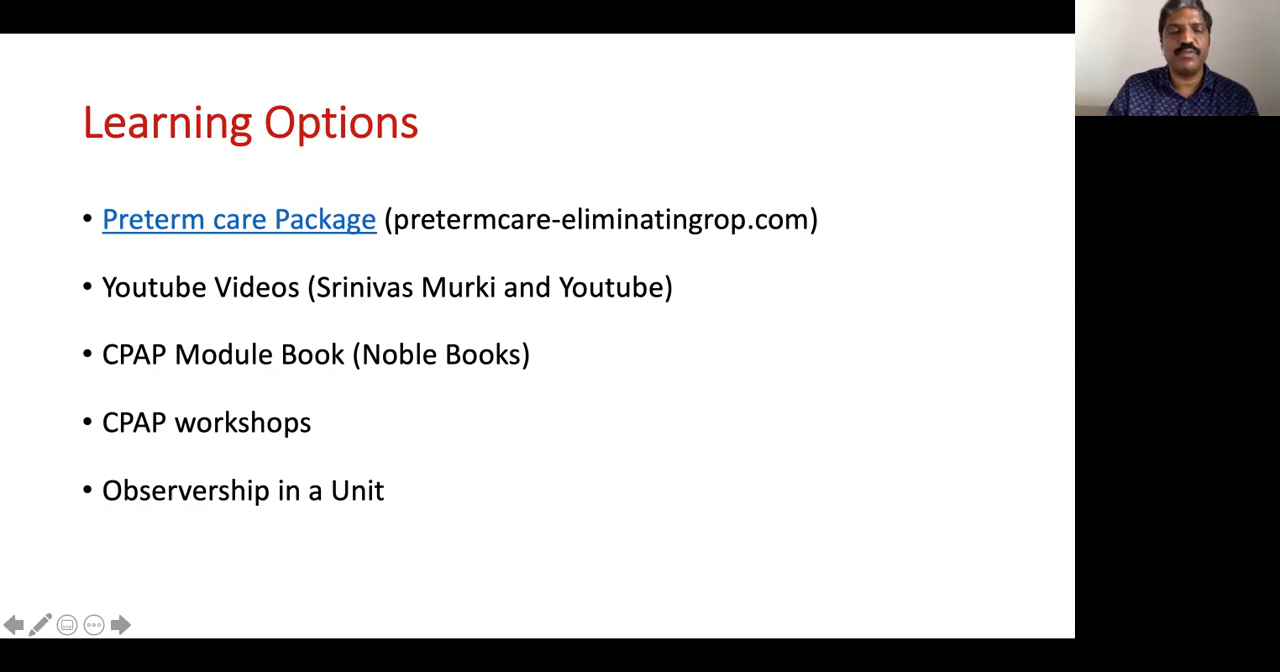 Learning Options
• Preterm care Package (pretermcare-eliminatingrop.com)
• Youtube Videos (Srinivas Murki and Youtube)
• CPAP Module Book (Noble Books)
• CPAP workshops
• Observership in a Unit